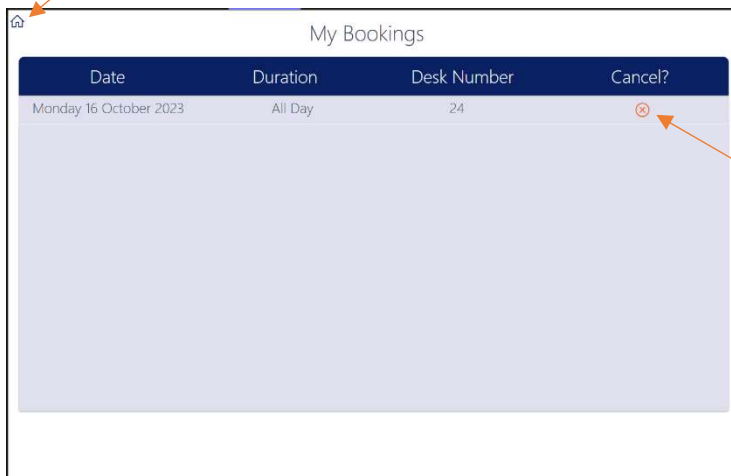 My Bookings
Date Duration Desk Number Cancel?
Monday 16 October 2023 All Day 24